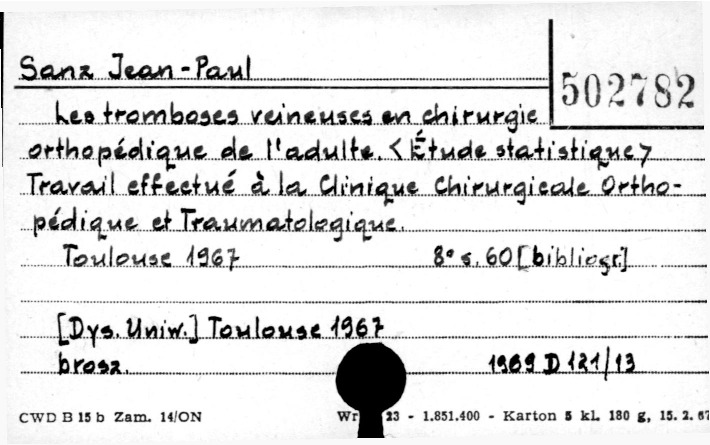 Sanz Jean-Paul
502782
Les tromboses veineuses en chirurgie
orthopédique de l'adulte. <Étude statistique>
Travail effectué à la Clinique Chirurgicale Ortho-
pédique et Traumatologique.
Toulouse 1967 8° s. 60 [bibliogr.]
[Dys. Uniw.] Toulouse 1967
brosz. 1969 D 121/13
CWD B 15 b Zam. 14/ON Wr 23 - 1.851.400 - Karton 5 kl. 180 g, 15. 2. 67